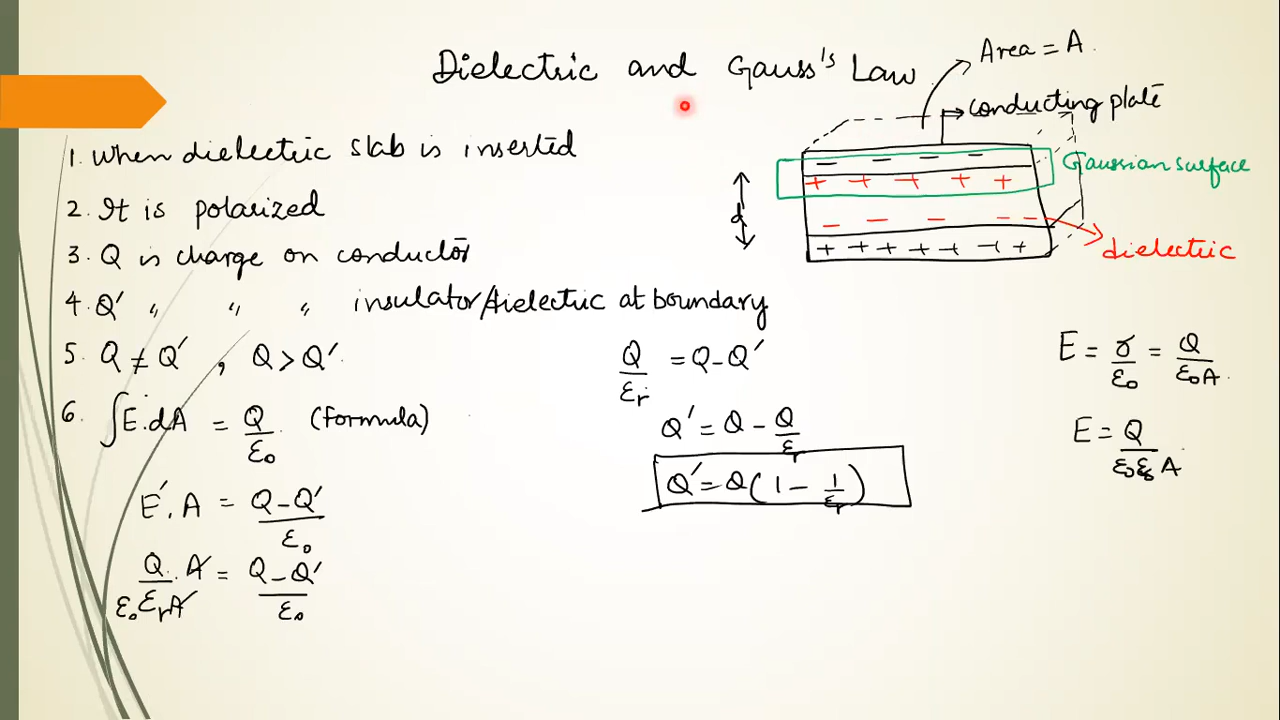 Dielectric and Gauss's Law
Area = A
conducting plate
Gaussian surface
- - - -
+ + + + +
d
- - - - -
+ + + + + + +
dielectric
1. When dielectric slab is inserted
2. It is polarized
3. Q is charge on conductor
4. Q' " " " insulator/dielectric at boundary
5. Q ≠ Q' , Q > Q'
6. ∫E.dA = Q/ε₀ (formula)
E'.A = (Q-Q')/ε₀
Q/(ε₀εᵣA) . A = (Q-Q')/ε₀
Q/εᵣ = Q-Q'
Q' = Q - Q/εᵣ
Q' = Q(1 - 1/εᵣ)
E = σ/ε₀ = Q/(ε₀A)
E = Q/(ε₀εᵣA)